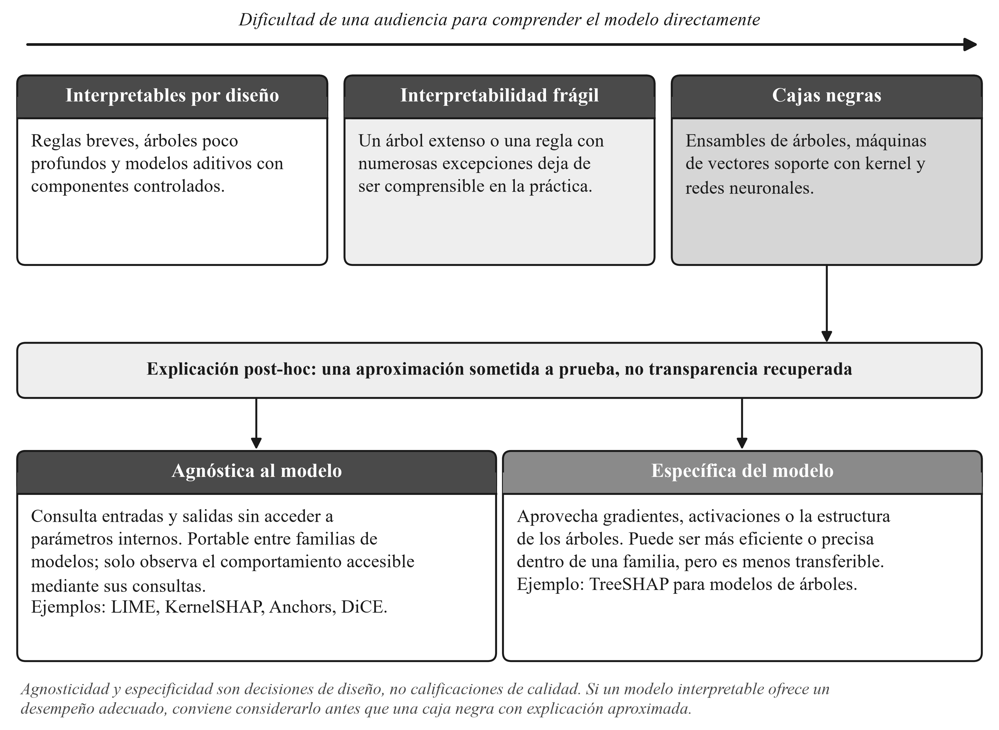 Dificultad de una audiencia para comprender el modelo directamente
Interpretables por diseño
Reglas breves, árboles poco
profundos y modelos aditivos con
componentes controlados.
Interpretabilidad frágil
Un árbol extenso o una regla con
numerosas excepciones deja de
ser comprensible en la práctica.
Cajas negras
Ensambles de árboles, máquinas
de vectores soporte con kernel y
redes neuronales.
Explicación post-hoc: una aproximación sometida a prueba, no transparencia recuperada
Agnóstica al modelo
Consulta entradas y salidas sin acceder a
parámetros internos. Portable entre familias de
modelos; solo observa el comportamiento accesible
mediante sus consultas.
Ejemplos: LIME, KernelSHAP, Anchors, DiCE.
Específica del modelo
Aprovecha gradientes, activaciones o la estructura
de los árboles. Puede ser más eficiente o precisa
dentro de una familia, pero es menos transferible.
Ejemplo: TreeSHAP para modelos de árboles.
Agnosticidad y especificidad son decisiones de diseño, no calificaciones de calidad. Si un modelo interpretable ofrece un
desempeño adecuado, conviene considerarlo antes que una caja negra con explicación aproximada.